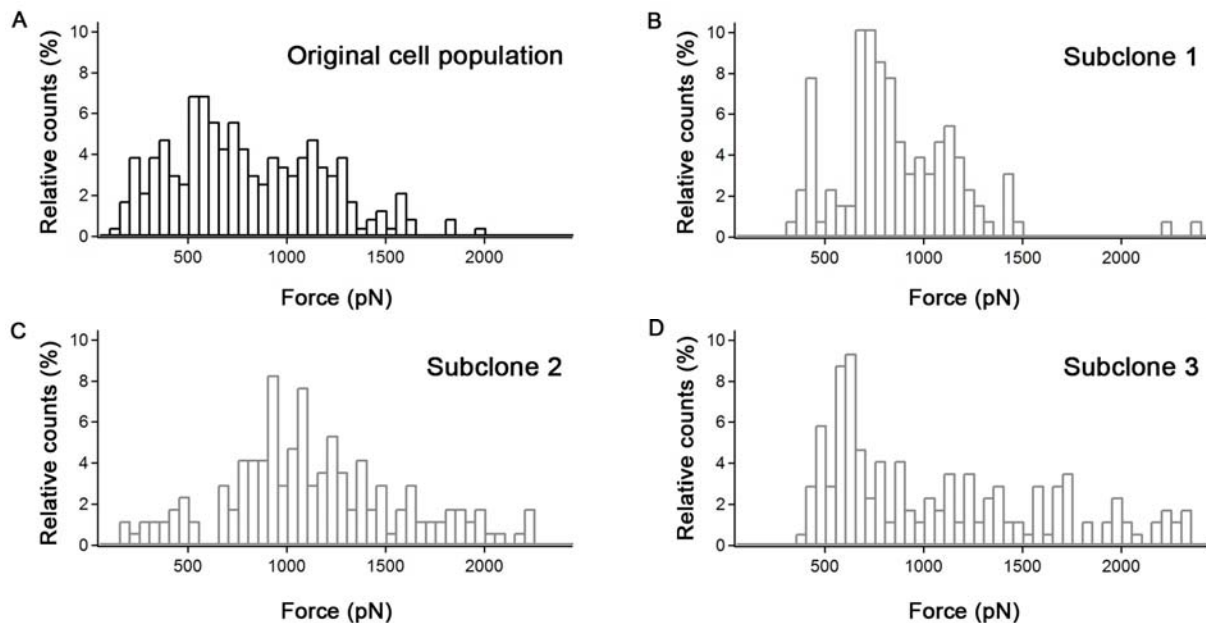 A
Original cell population
Relative counts (%)
10
8
6
4
2
0
500 1000 1500 2000
Force (pN)
B
Subclone 1
Relative counts (%)
10
8
6
4
2
0
500 1000 1500 2000
Force (pN)
C
Subclone 2
Relative counts (%)
10
8
6
4
2
0
500 1000 1500 2000
Force (pN)
D
Subclone 3
Relative counts (%)
10
8
6
4
2
0
500 1000 1500 2000
Force (pN)